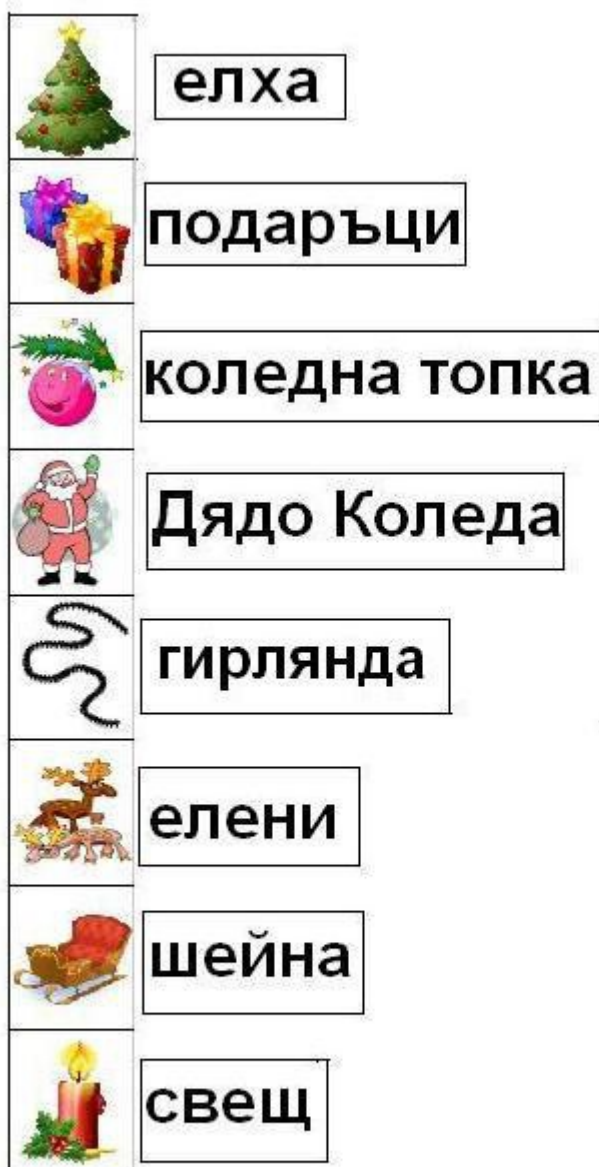 елха
подаръци
коледна топка
Дядо Коледа
гирлянда
елени
шейна
свещ